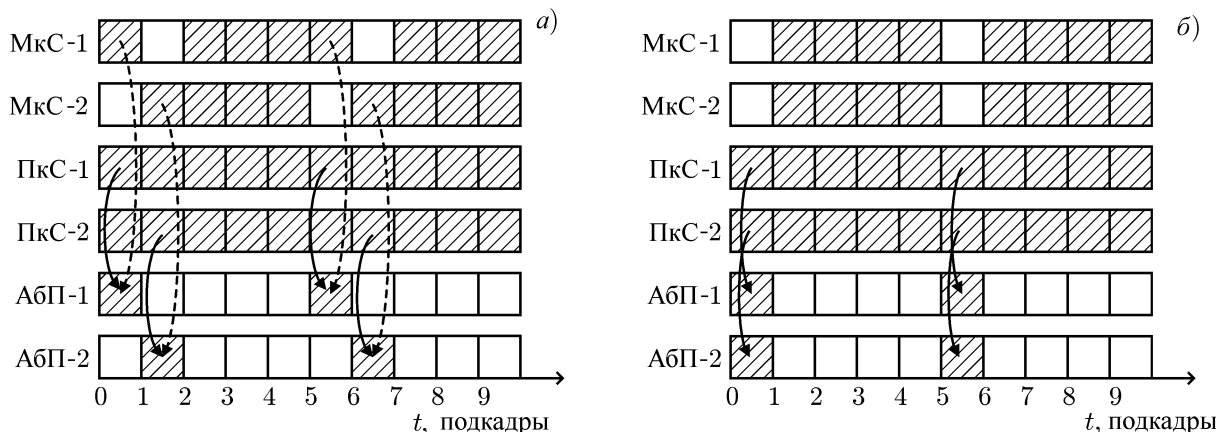 а)
МкС-1
МкС-2
ПкС-1
ПкС-2
АбП-1
АбП-2
0 1 2 3 4 5 6 7 8 9
t, подкадры
б)
МкС-1
МкС-2
ПкС-1
ПкС-2
АбП-1
АбП-2
0 1 2 3 4 5 6 7 8 9
t, подкадры